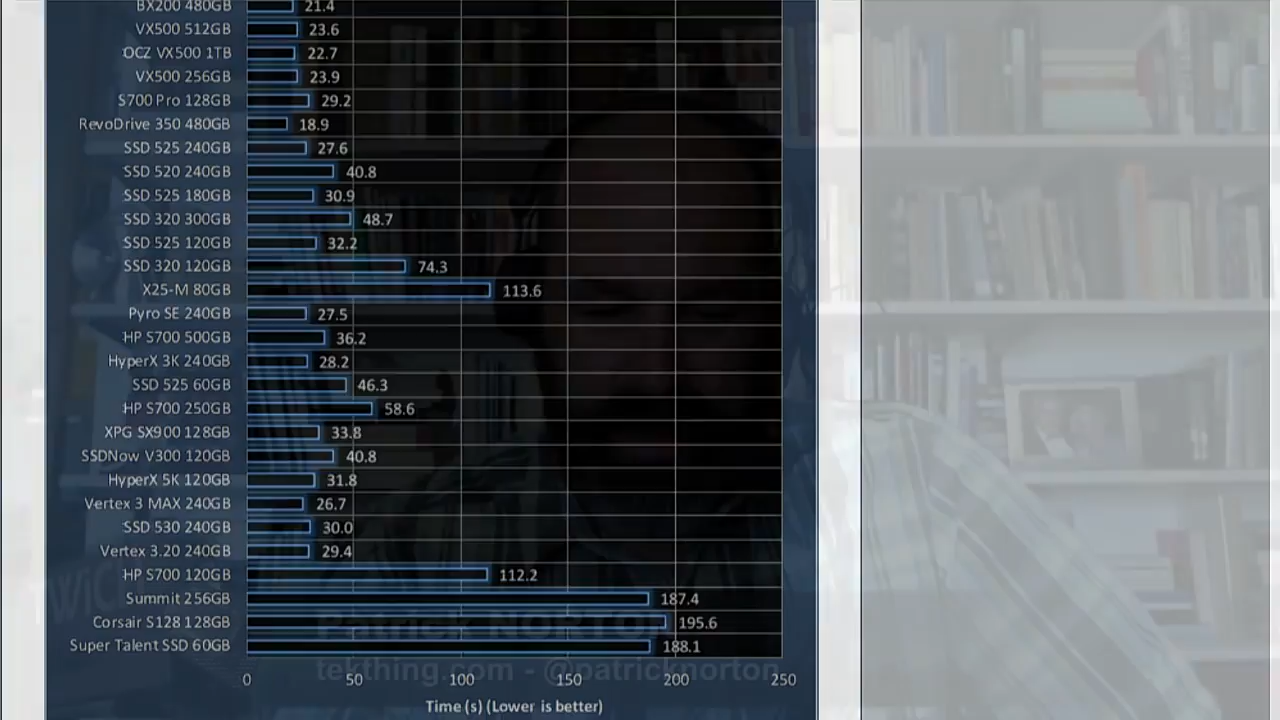 BX200 480GB 21.4
VX500 512GB 23.6
OCZ VX500 1TB 22.7
VX500 256GB 23.9
S700 Pro 128GB 29.2
RevoDrive 350 480GB 18.9
SSD 525 240GB 27.6
SSD 520 240GB 40.8
SSD 525 180GB 30.9
SSD 320 300GB 48.7
SSD 525 120GB 32.2
SSD 320 120GB 74.3
X25-M 80GB 113.6
Pyro SE 240GB 27.5
HP S700 500GB 36.2
HyperX 3K 240GB 28.2
SSD 525 60GB 46.3
HP S700 250GB 58.6
XPG SX900 128GB 33.8
SSDNow V300 120GB 40.8
HyperX 5K 120GB 31.8
Vertex 3 MAX 240GB 26.7
SSD 530 240GB 30.0
Vertex 3.20 240GB 29.4
HP S700 120GB 112.2
Summit 256GB 187.4
Corsair S128 128GB 195.6
Super Talent SSD 60GB 188.1
Patrick NORTON
tekthing.com - @patricknorton
0 50 100 150 200 250
Time (s) (Lower is better)